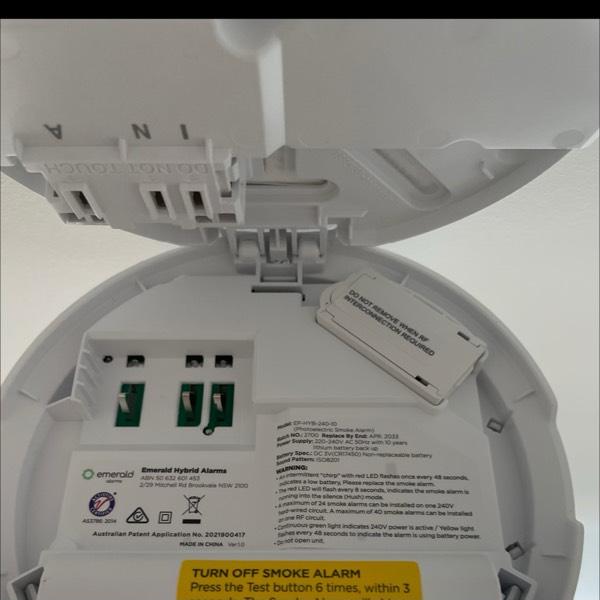 A N I
DO NOT TOUCH
DO NOT REMOVE WHEN RF
INTERCONNECTION REQUIRED
Model: EP-HYB-240-10
(Photoelectric Smoke Alarm)
Batch NO.: 2700 Replace By End: APR. 2033
Power Supply: 220-240V AC 50Hz with 10 years
lithium battery back up
Battery Spec.: DC 3V(CR17450) Non-replaceable battery
Sound Pattern: ISO8201
WARNING:
• An intermittent "chirp" with red LED flashes once every 48 seconds,
indicates a low battery, Please replace the smoke alarm.
• The red LED will flash every 8 seconds, indicates the smoke alarm is
running into the silence (Hush) mode.
• A maximum of 24 smoke alarms can be installed on one 240V
hard-wired circuit. A maximum of 40 smoke alarms can be installed
on one RF circuit.
• Continuous green light indicates 240V power is active / Yellow light
flashes every 48 seconds to indicate the alarm is using battery power.
• Do not open unit.
emerald
alarms
Emerald Hybrid Alarms
ABN 50 632 601 453
2/29 Mitchell Rd Brookvale NSW 2100
AS3786: 2014
Australian Patent Application No. 2021900417
MADE IN CHINA Ver:1.0
TURN OFF SMOKE ALARM
Press the Test button 6 times, within 3